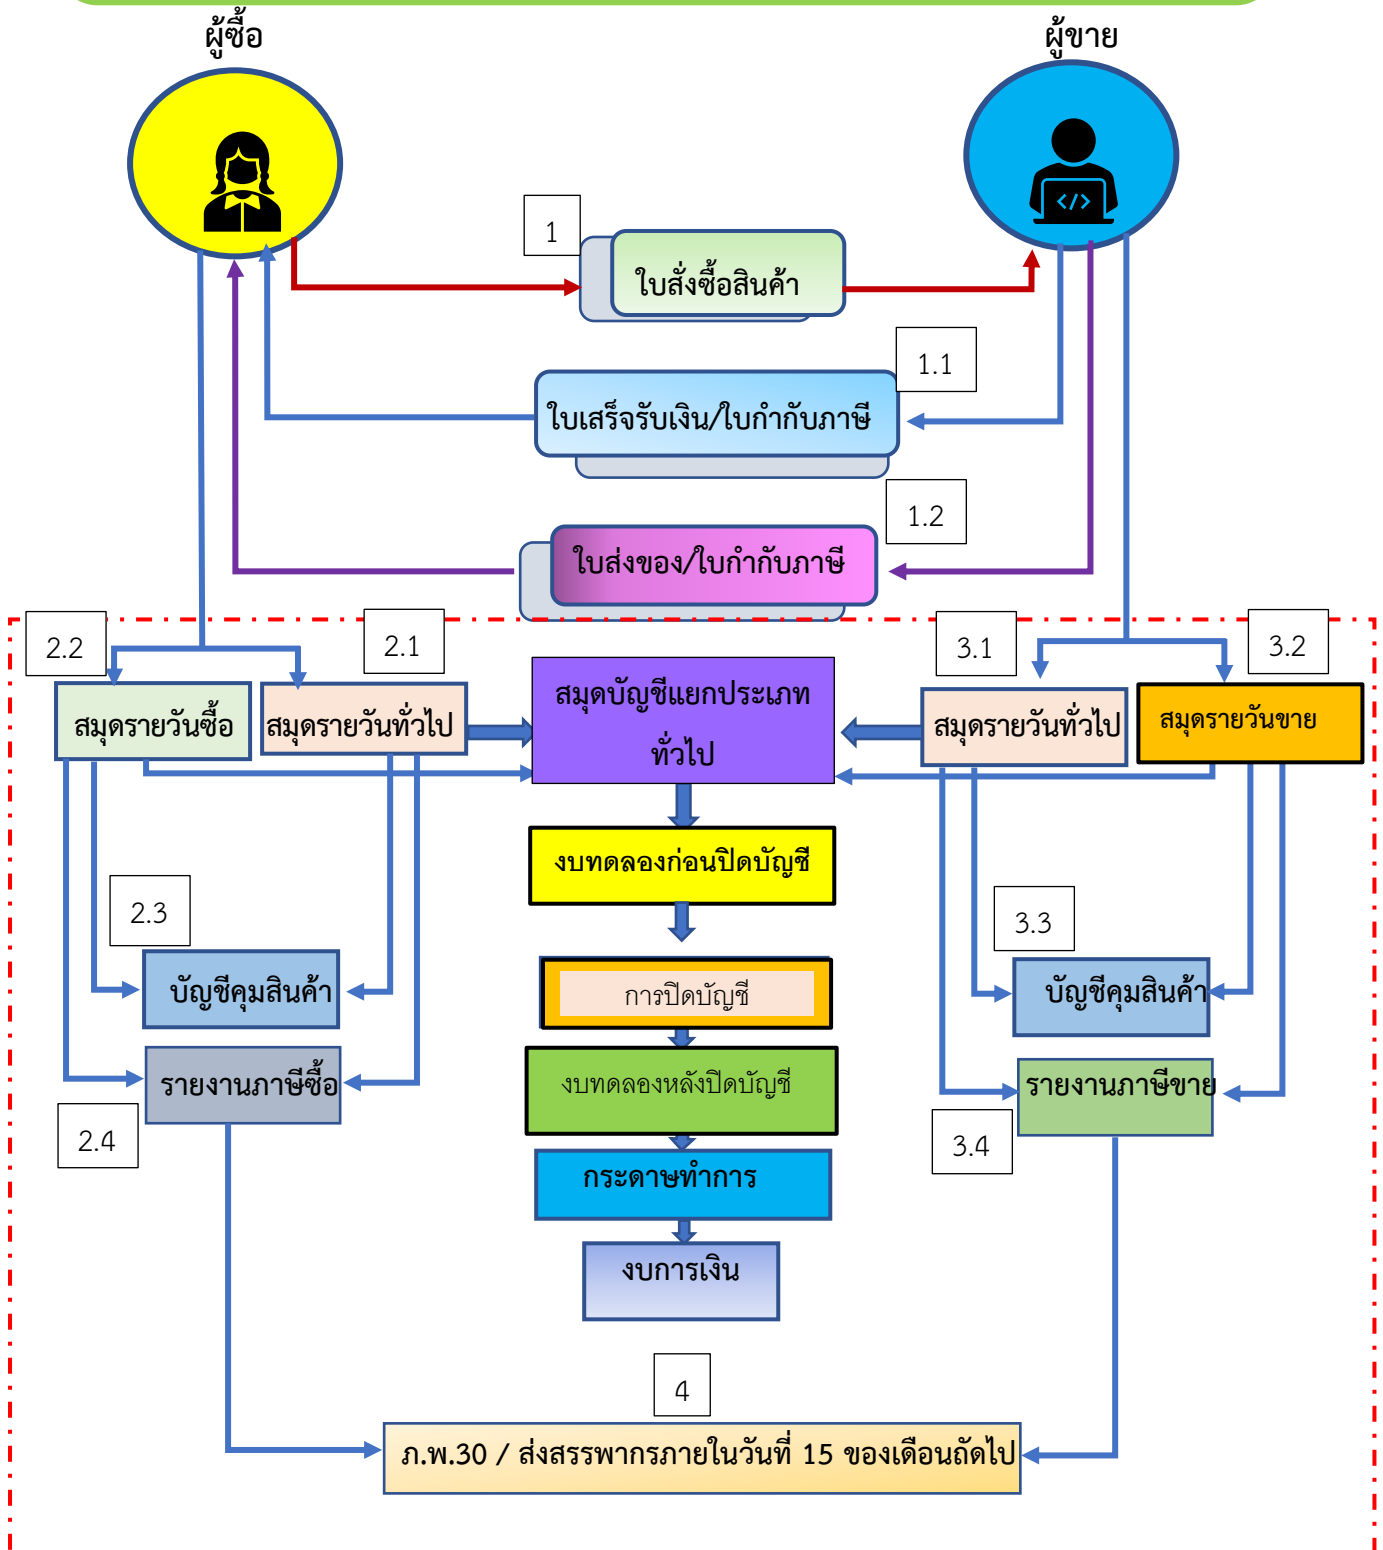 ผู้ซื้อ
ผู้ขาย
</>
1
ใบสั่งซื้อสินค้า
1.1
ใบเสร็จรับเงิน/ใบกำกับภาษี
1.2
ใบส่งของ/ใบกำกับภาษี
2.2
2.1
3.1
3.2
สมุดรายวันซื้อ
สมุดรายวันทั่วไป
สมุดบัญชีแยกประเภท
ทั่วไป
สมุดรายวันทั่วไป
สมุดรายวันขาย
งบทดลองก่อนปิดบัญชี
2.3
3.3
บัญชีคุมสินค้า
การปิดบัญชี
บัญชีคุมสินค้า
รายงานภาษีซื้อ
งบทดลองหลังปิดบัญชี
รายงานภาษีขาย
2.4
3.4
กระดาษทำการ
งบการเงิน
4
ภ.พ.30 / ส่งสรรพากรภายในวันที่ 15 ของเดือนถัดไป